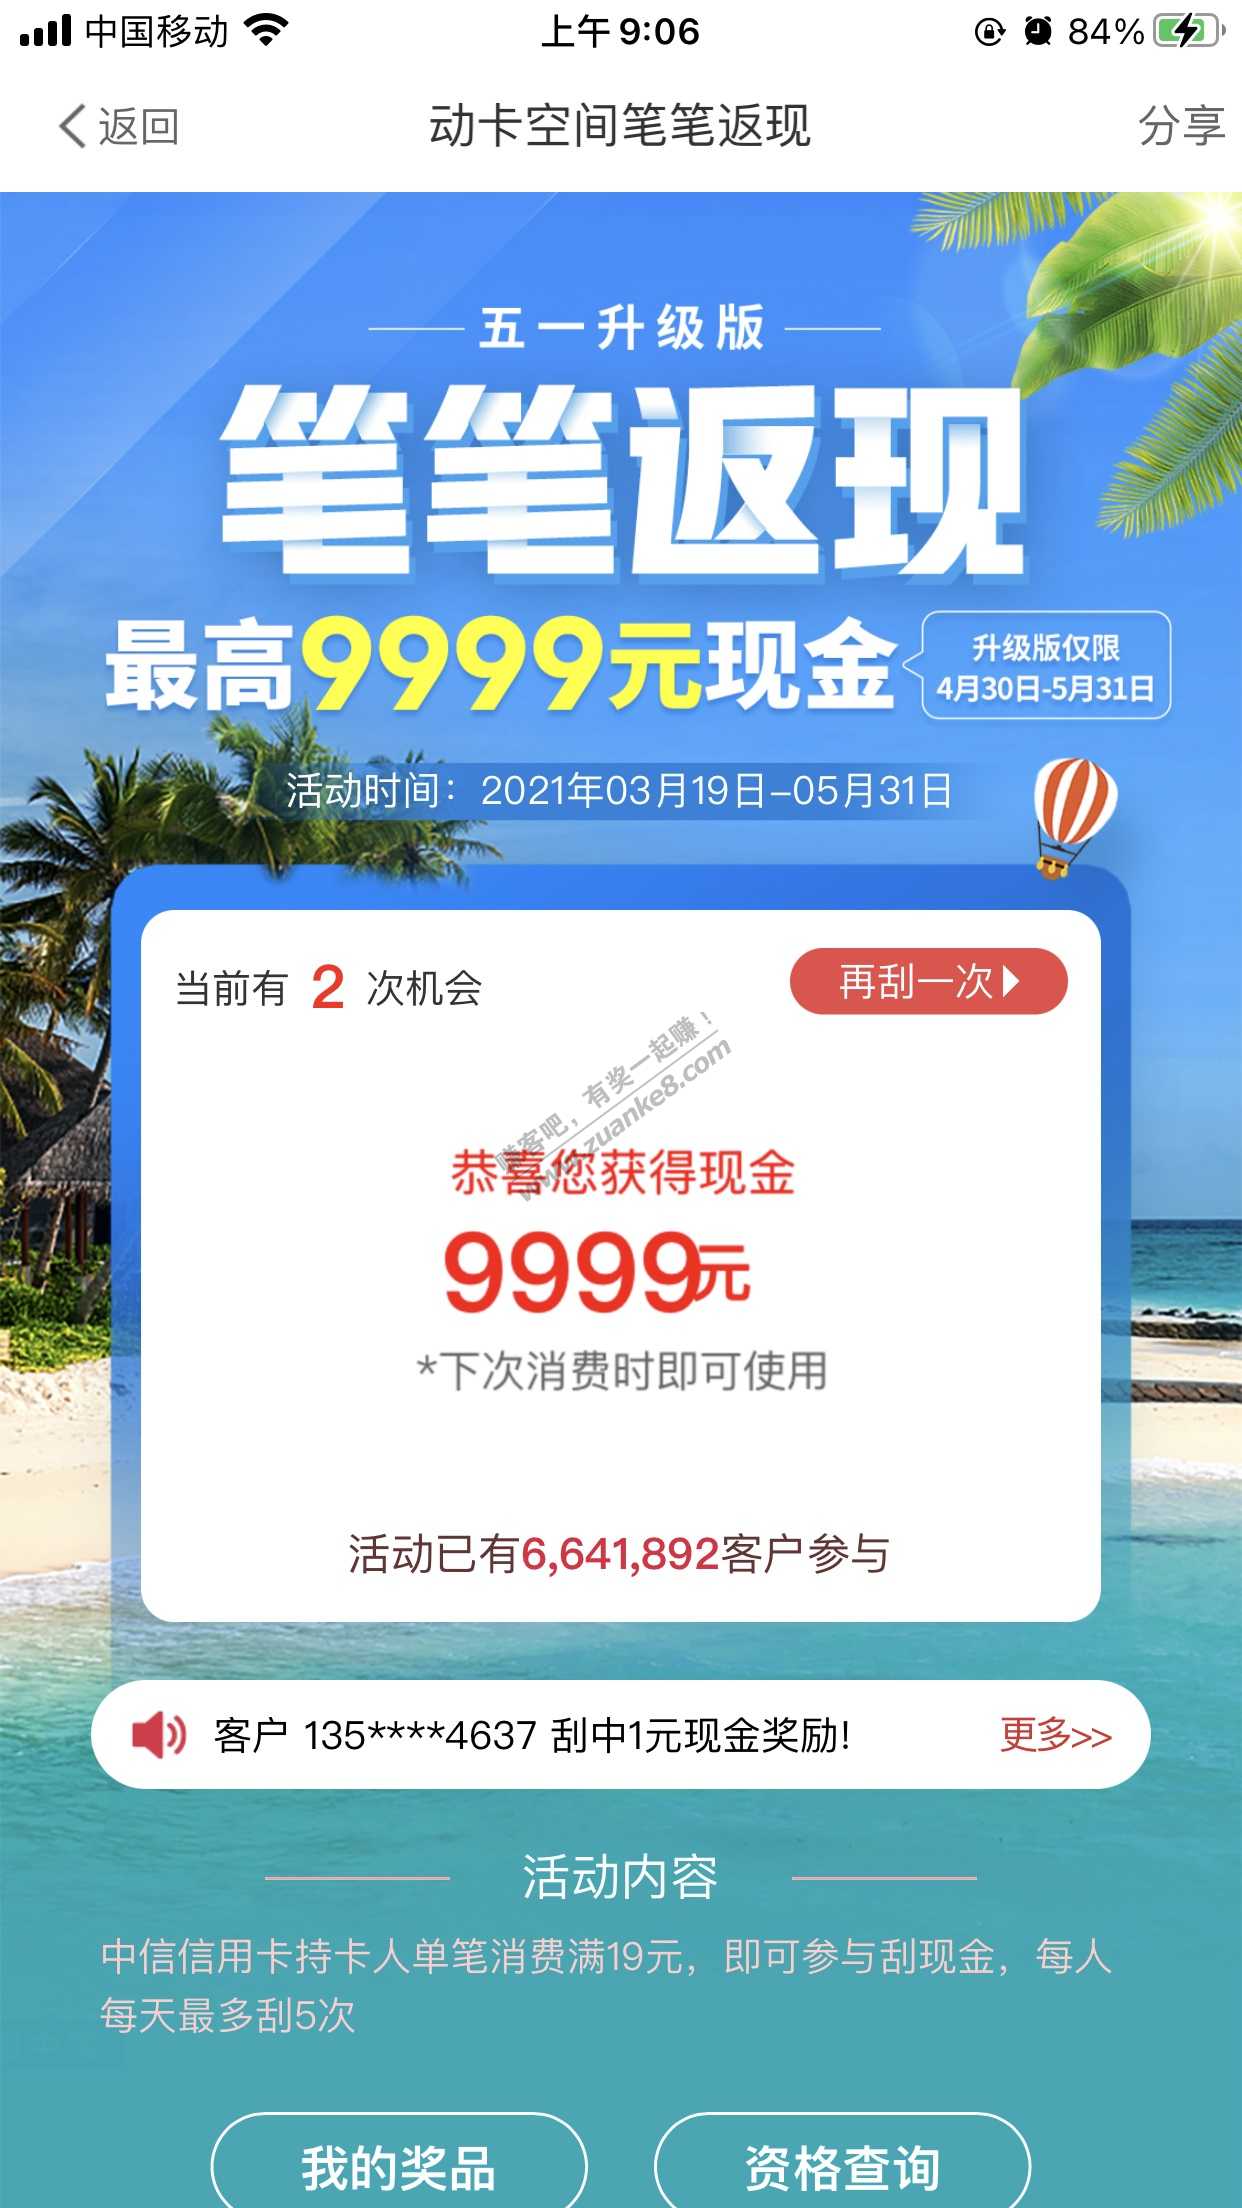 中国移动 上午9:06 84%
返回 动卡空间笔笔返现 分享
五一升级版
笔笔返现
最高9999元现金
升级版仅限
4月30日-5月31日
活动时间：2021年03月19日-05月31日
当前有 2 次机会 再刮一次
赚客吧，有奖一起赚！
www.zuanke8.com
恭喜您获得现金
9999元
*下次消费时即可使用
活动已有6,641,892客户参与
客户 135****4637 刮中1元现金奖励! 更多>>
活动内容
中信信用卡持卡人单笔消费满19元，即可参与刮现金，每人
每天最多刮5次
我的奖品 资格查询